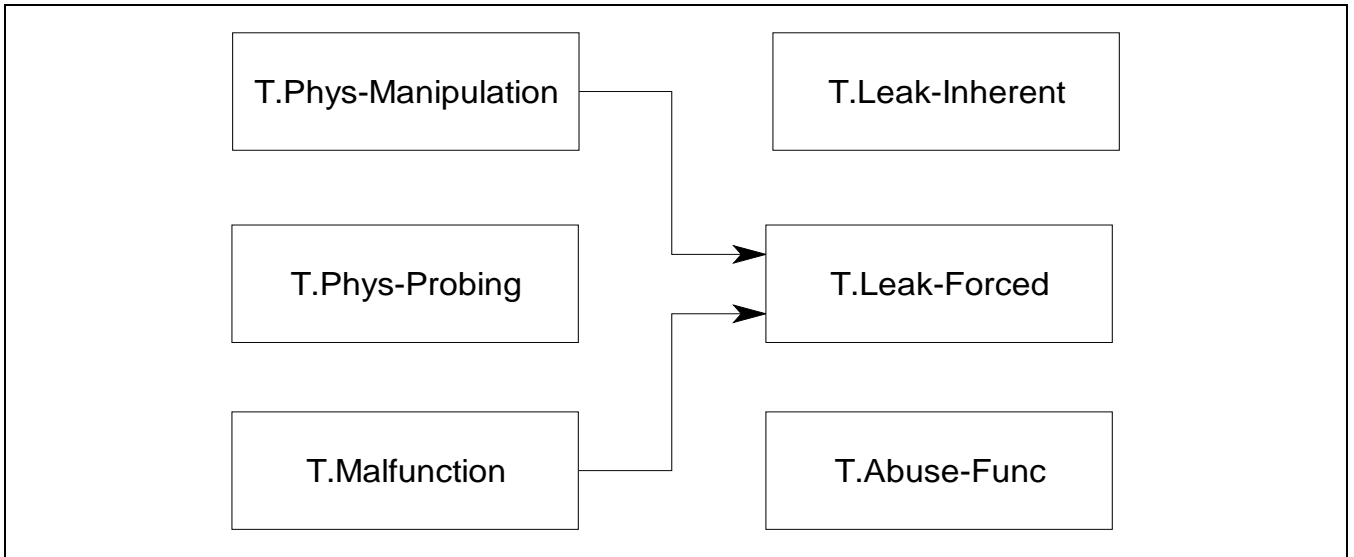 T.Phys-Manipulation
T.Leak-Inherent
T.Phys-Probing
T.Leak-Forced
T.Malfunction
T.Abuse-Func